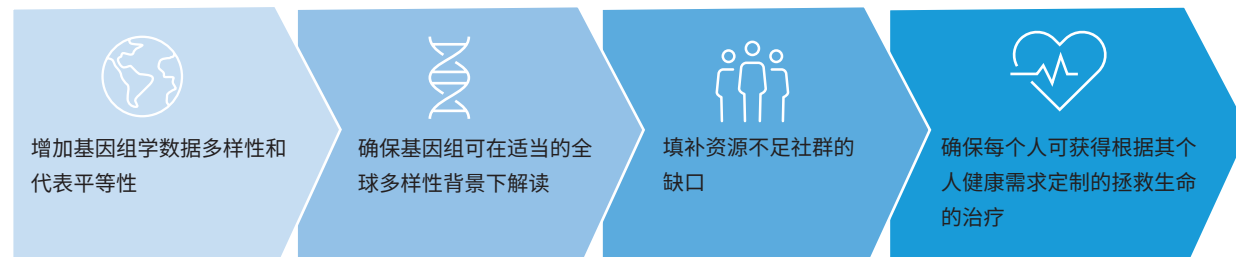 增加基因组学数据多样性和
代表平等性
确保基因组可在适当的全
球多样性背景下解读
填补资源不足社群的
缺口
确保每个人可获得根据其个
人健康需求定制的拯救生命
的治疗